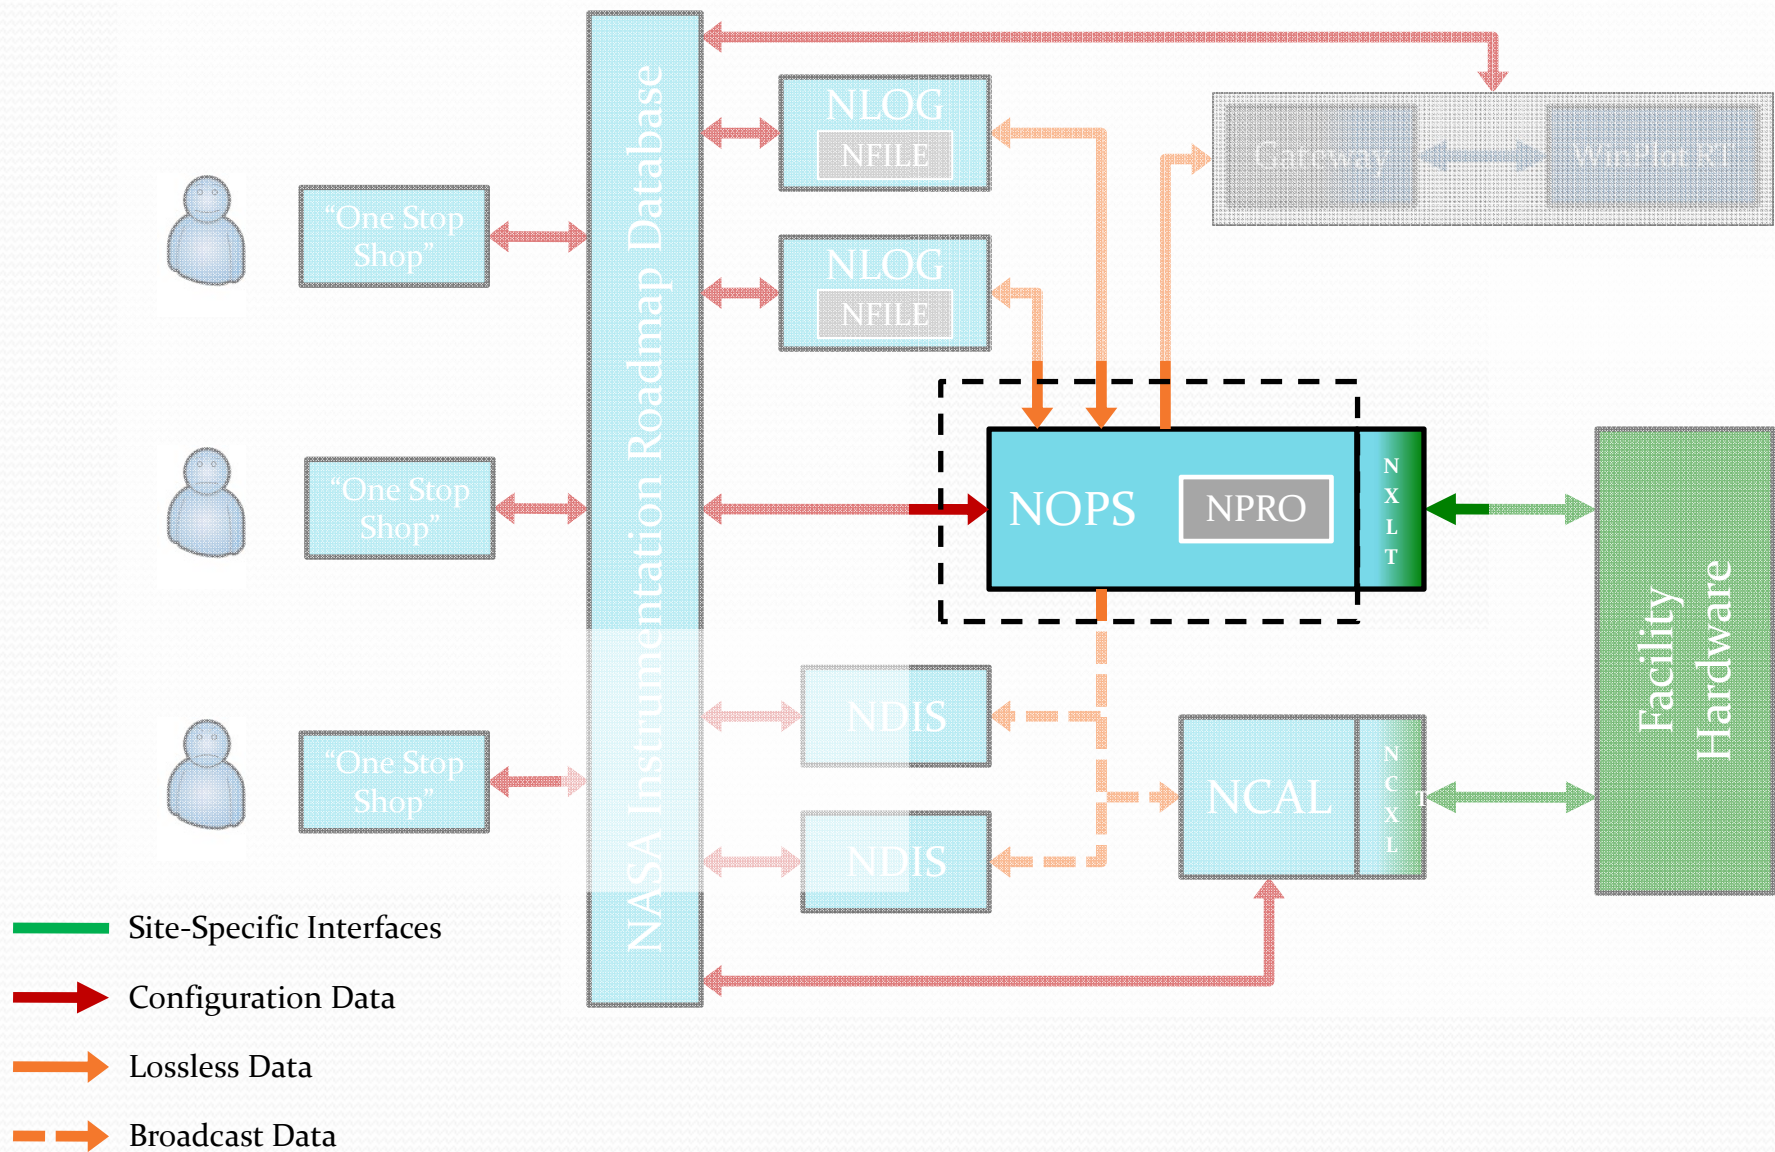 NASA Instrumentation Roadmap Database
NLOG
NFILE
Gateway
WinPlot RT
“One Stop
Shop”
NLOG
NFILE
“One Stop
Shop”
NOPS
NPRO
N
X
L
T
Facility
Hardware
“One Stop
Shop”
NDIS
NCAL
N
C
X
L
T
NDIS
Site-Specific Interfaces
Configuration Data
Lossless Data
Broadcast Data